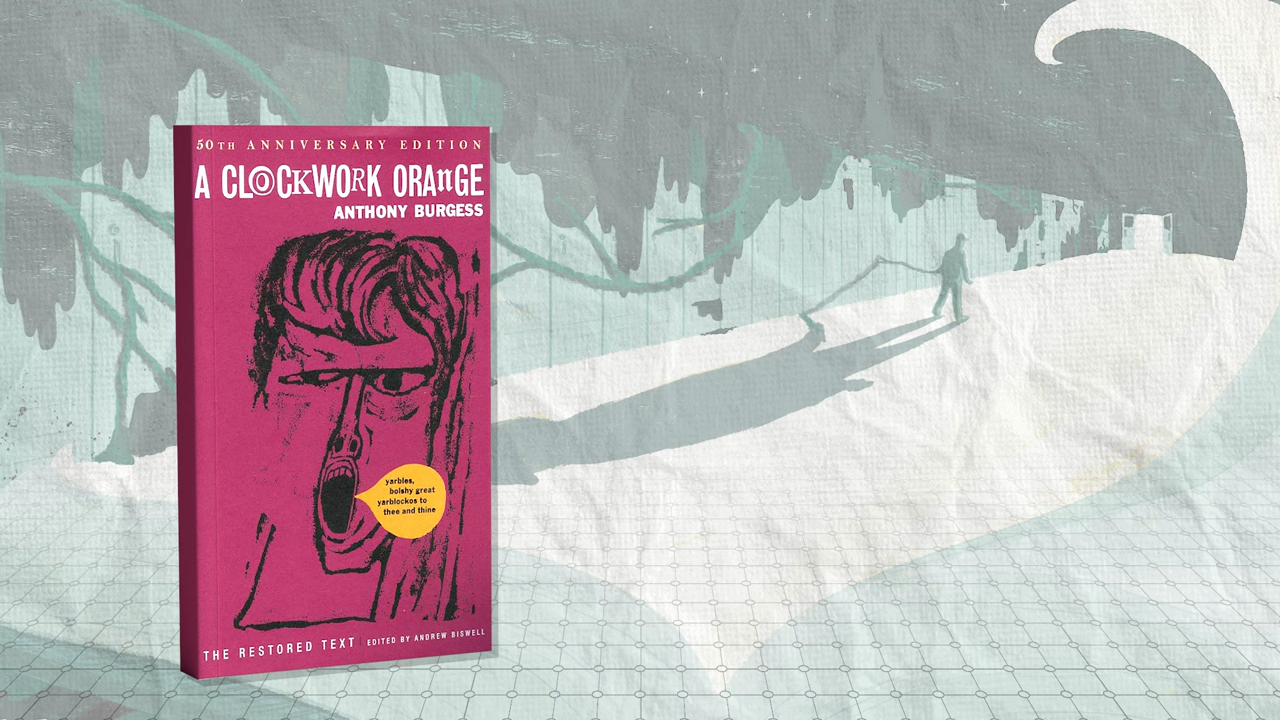 50TH ANNIVERSARY EDITION
A CLOCKWORK ORANGE
ANTHONY BURGESS
yarbles,
bolshy great
yarblockos to
thee and thine
THE RESTORED TEXT EDITED BY ANDREW BISWELL